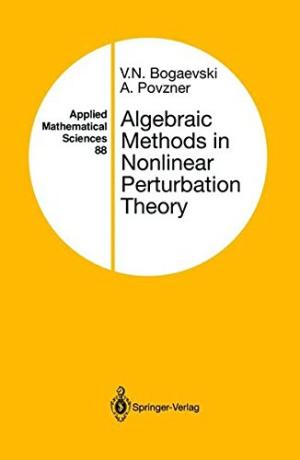 V.N. Bogaevski
A. Povzner
Applied
Mathematical
Sciences
88
Algebraic
Methods in
Nonlinear
Perturbation
Theory
Springer-Verlag